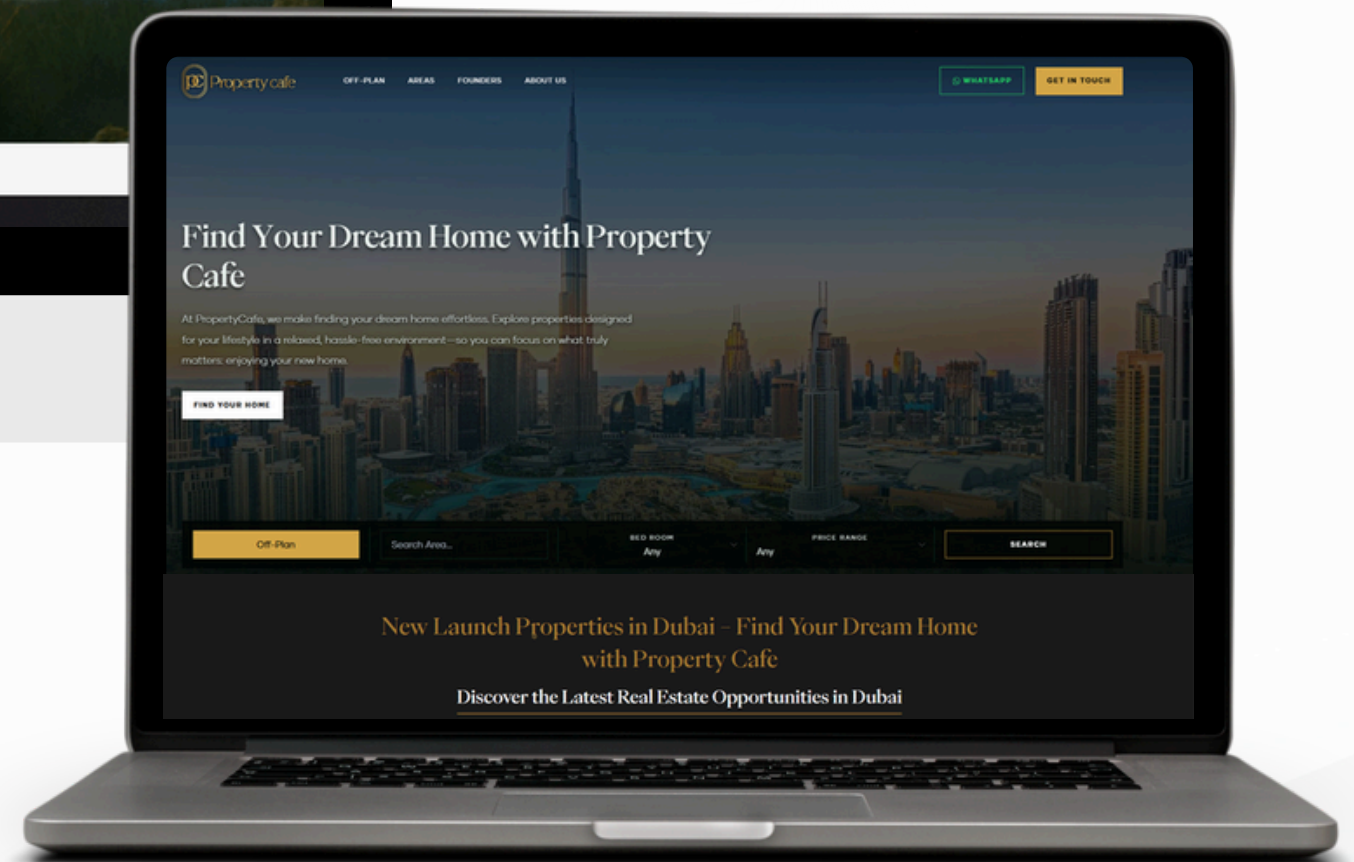 PC Property cafe
OFF-PLAN AREAS FOUNDERS ABOUT US
WHATSAPP
GET IN TOUCH
Find Your Dream Home with Property
Cafe
At PropertyCafe, we make finding your dream home effortless. Explore properties designed
for your lifestyle in a relaxed, hassle-free environment—so you can focus on what truly
matters: enjoying your new home.
FIND YOUR HOME
Off-Plan
Search Area...
BED ROOM
Any
PRICE RANGE
Any
SEARCH
New Launch Properties in Dubai – Find Your Dream Home
with Property Cafe
Discover the Latest Real Estate Opportunities in Dubai